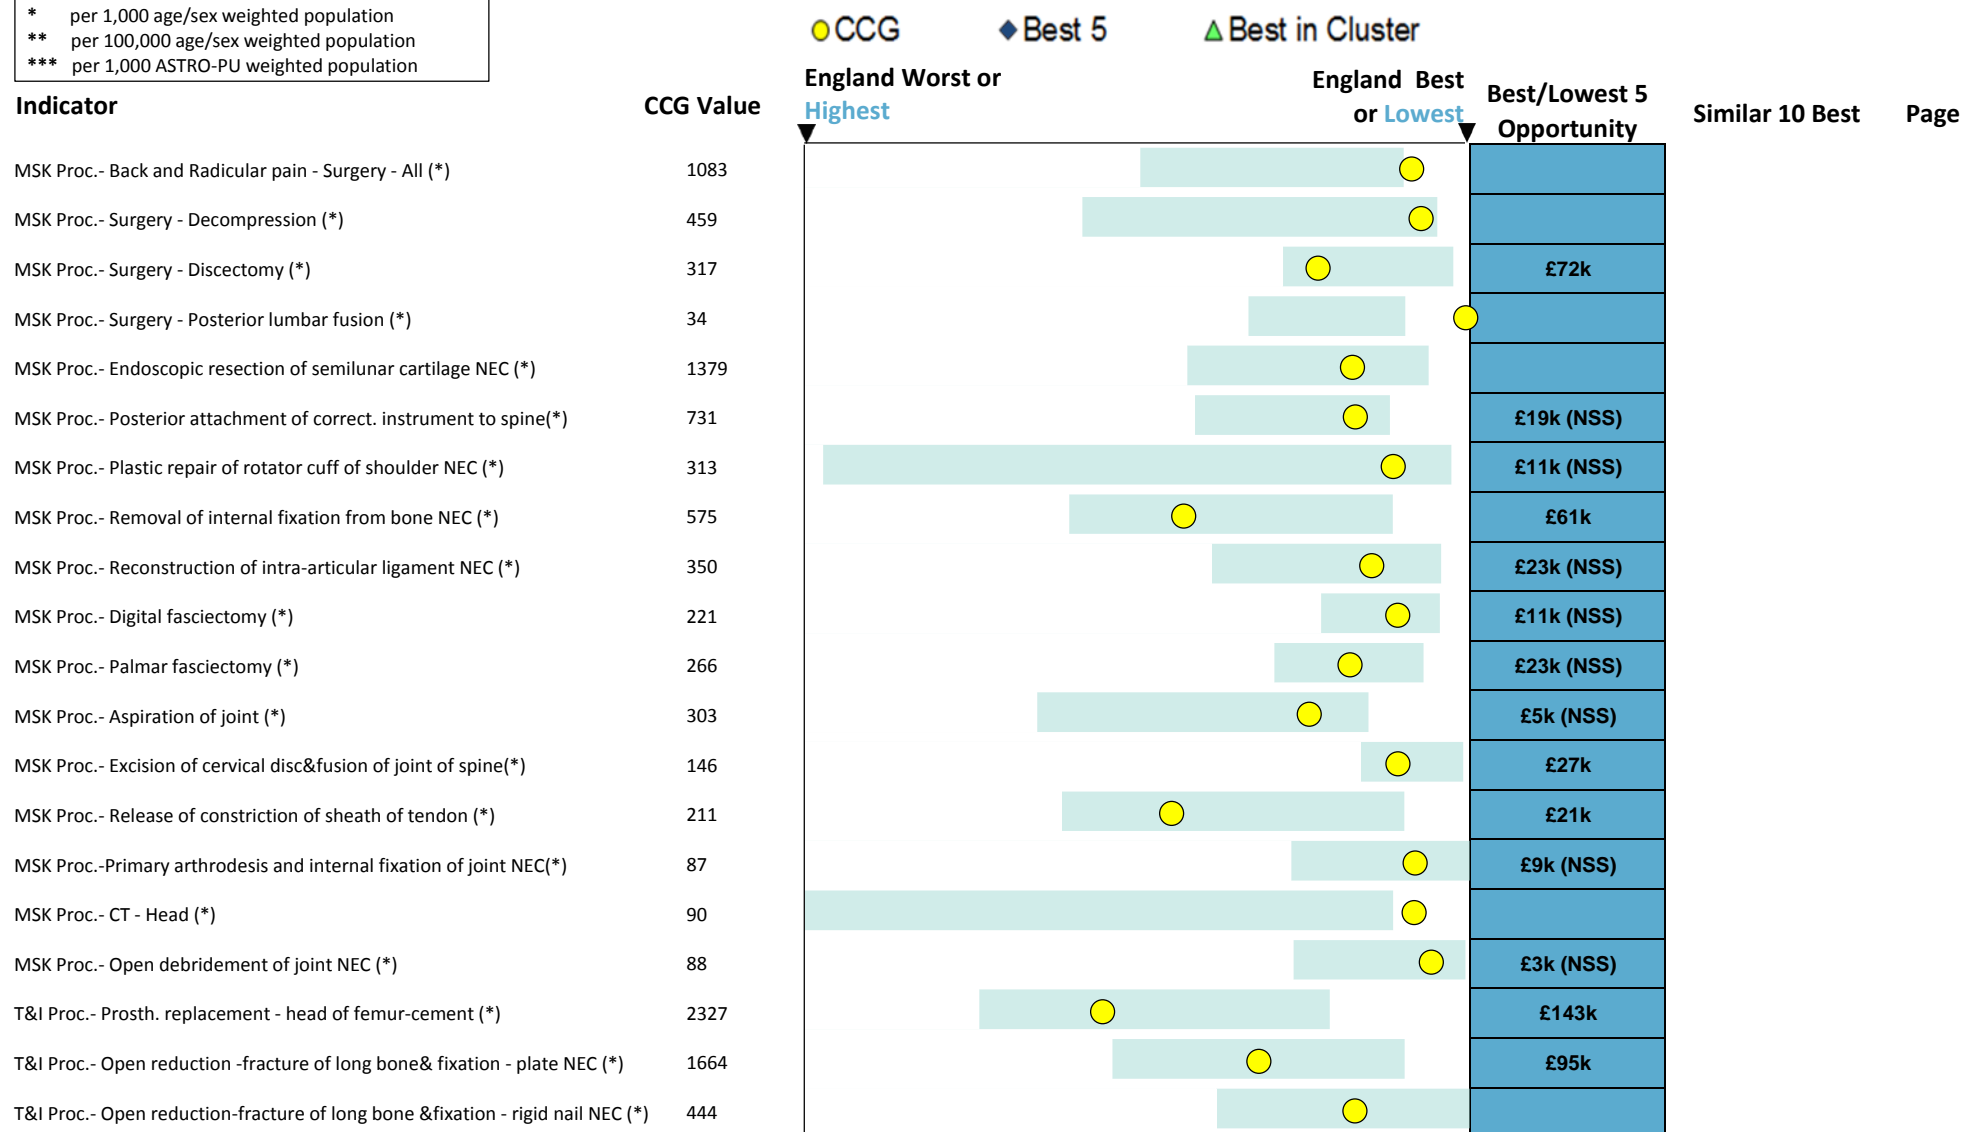 * per 1,000 age/sex weighted population
** per 100,000 age/sex weighted population
*** per 1,000 ASTRO-PU weighted population
CCG Best 5 Best in Cluster
Indicator CCG Value England Worst or Highest England Best or Lowest Best/Lowest 5 Opportunity Similar 10 Best Page
MSK Proc.- Back and Radicular pain - Surgery - All (*) 1083
MSK Proc.- Surgery - Decompression (*) 459
MSK Proc.- Surgery - Discectomy (*) 317 £72k
MSK Proc.- Surgery - Posterior lumbar fusion (*) 34
MSK Proc.- Endoscopic resection of semilunar cartilage NEC (*) 1379
MSK Proc.- Posterior attachment of correct. instrument to spine(*) 731 £19k (NSS)
MSK Proc.- Plastic repair of rotator cuff of shoulder NEC (*) 313 £11k (NSS)
MSK Proc.- Removal of internal fixation from bone NEC (*) 575 £61k
MSK Proc.- Reconstruction of intra-articular ligament NEC (*) 350 £23k (NSS)
MSK Proc.- Digital fasciectomy (*) 221 £11k (NSS)
MSK Proc.- Palmar fasciectomy (*) 266 £23k (NSS)
MSK Proc.- Aspiration of joint (*) 303 £5k (NSS)
MSK Proc.- Excision of cervical disc&fusion of joint of spine(*) 146 £27k
MSK Proc.- Release of constriction of sheath of tendon (*) 211 £21k
MSK Proc.-Primary arthrodesis and internal fixation of joint NEC(*) 87 £9k (NSS)
MSK Proc.- CT - Head (*) 90
MSK Proc.- Open debridement of joint NEC (*) 88 £3k (NSS)
T&I Proc.- Prosth. replacement - head of femur-cement (*) 2327 £143k
T&I Proc.- Open reduction -fracture of long bone& fixation - plate NEC (*) 1664 £95k
T&I Proc.- Open reduction-fracture of long bone &fixation - rigid nail NEC (*) 444